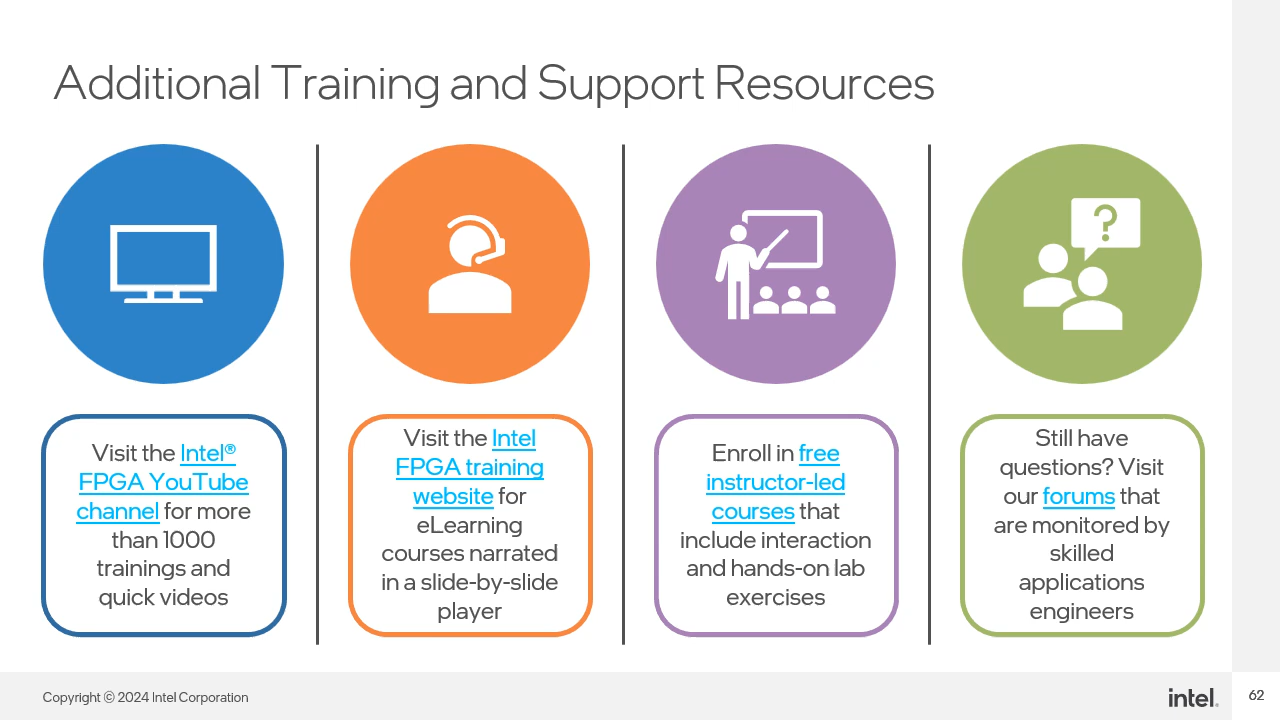 Additional Training and Support Resources
?
Visit the Intel®
FPGA YouTube
channel for more
than 1000
trainings and
quick videos
Visit the Intel
FPGA training
website for
eLearning
courses narrated
in a slide-by-slide
player
Enroll in free
instructor-led
courses that
include interaction
and hands-on lab
exercises
Still have
questions? Visit
our forums that
are monitored by
skilled
applications
engineers
Copyright © 2024 Intel Corporation
intel.
62